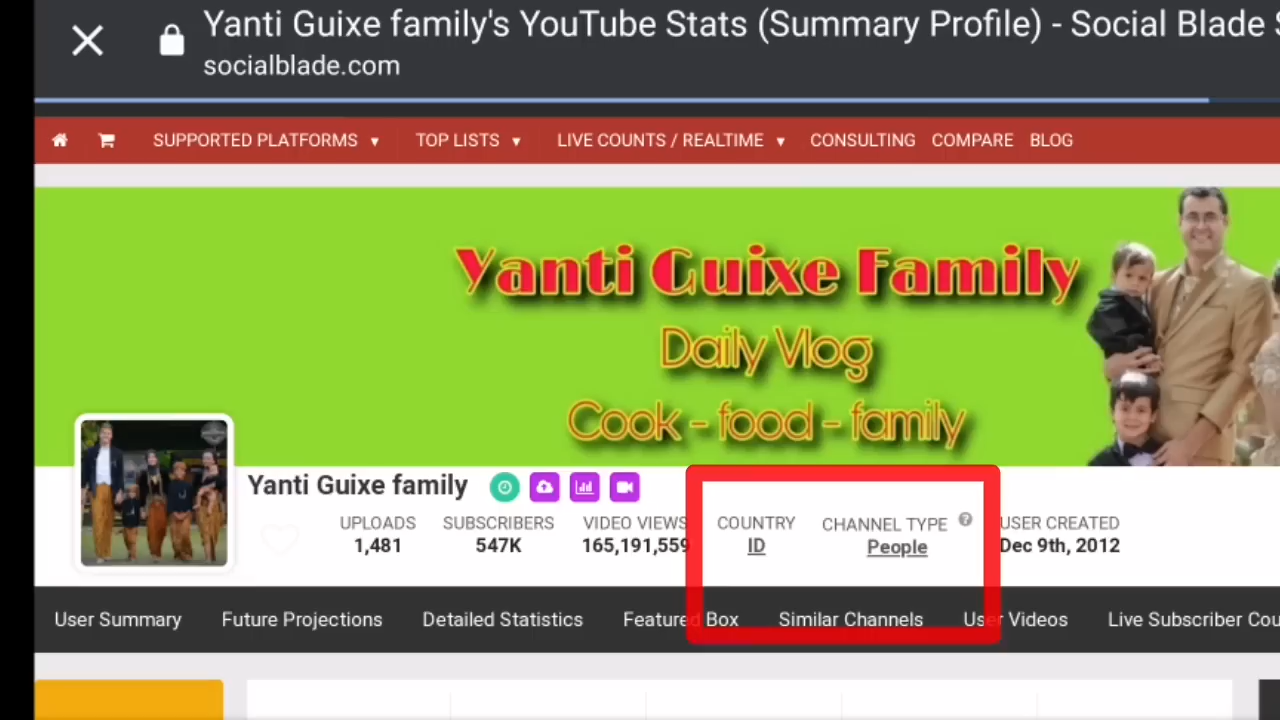 Yanti Guixe family's YouTube Stats (Summary Profile) - Social Blade
socialblade.com
SUPPORTED PLATFORMS TOP LISTS LIVE COUNTS / REALTIME CONSULTING COMPARE BLOG
Yanti Guixe Family
Daily Vlog
Cook - food - family
Yanti Guixe family
UPLOADS SUBSCRIBERS VIDEO VIEWS COUNTRY CHANNEL TYPE USER CREATED
1,481 547K 165,191,559 ID People Dec 9th, 2012
User Summary Future Projections Detailed Statistics Featured Box Similar Channels User Videos Live Subscriber